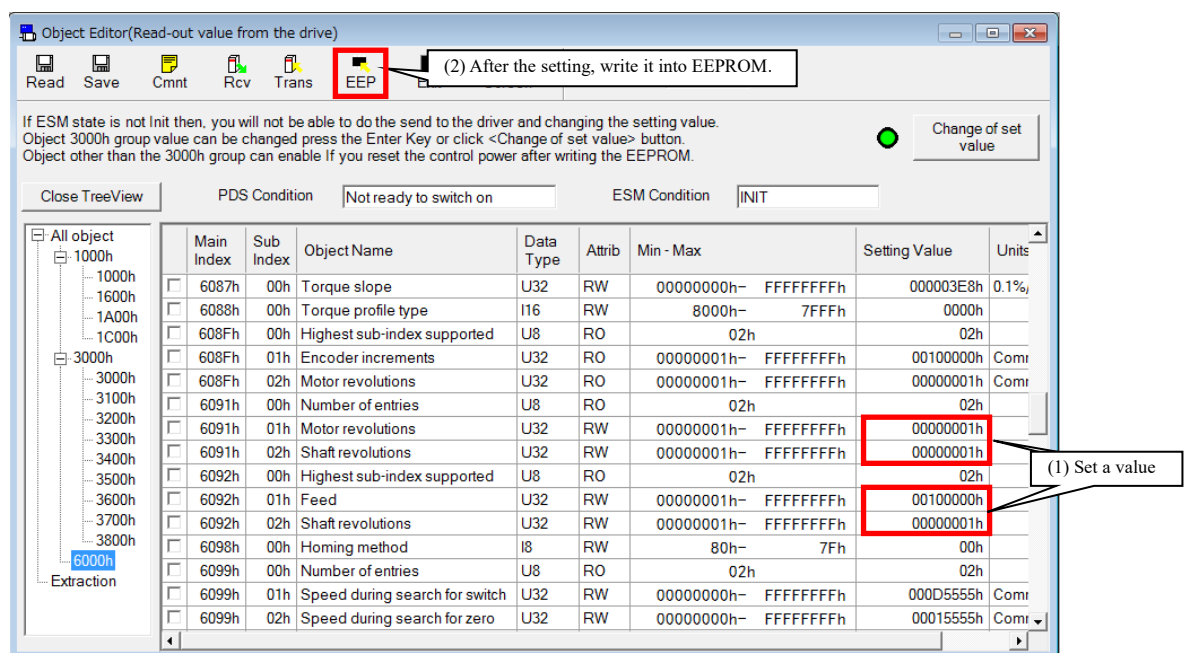 Object Editor(Read-out value from the drive)
Read Save Cmnt Rcv Trans EEP
(2) After the setting, write it into EEPROM.
If ESM state is not Init then, you will not be able to do the send to the driver and changing the setting value.
Object 3000h group value can be changed press the Enter Key or click <Change of set value> button.
Object other than the 3000h group can enable If you reset the control power after writing the EEPROM.
Change of set
value
Close TreeView PDS Condition Not ready to switch on ESM Condition INIT
All object
1000h
1000h
1600h
1A00h
1C00h
3000h
3000h
3100h
3200h
3300h
3400h
3500h
3600h
3700h
3800h
6000h
Extraction
Main Index Sub Index Object Name Data Type Attrib Min - Max Setting Value Units
6087h 00h Torque slope U32 RW 00000000h– FFFFFFFFh 000003E8h 0.1%/
6088h 00h Torque profile type I16 RW 8000h– 7FFFh 0000h
608Fh 00h Highest sub-index supported U8 RO 02h 02h
608Fh 01h Encoder increments U32 RO 00000001h– FFFFFFFFh 00100000h Comr
608Fh 02h Motor revolutions U32 RO 00000001h– FFFFFFFFh 00000001h Comr
6091h 00h Number of entries U8 RO 02h 02h
6091h 01h Motor revolutions U32 RW 00000001h– FFFFFFFFh 00000001h
6091h 02h Shaft revolutions U32 RW 00000001h– FFFFFFFFh 00000001h
6092h 00h Highest sub-index supported U8 RO 02h 02h
6092h 01h Feed U32 RW 00000001h– FFFFFFFFh 00100000h
6092h 02h Shaft revolutions U32 RW 00000001h– FFFFFFFFh 00000001h
6098h 00h Homing method I8 RW 80h– 7Fh 00h
6099h 00h Number of entries U8 RO 02h 02h
6099h 01h Speed during search for switch U32 RW 00000000h– FFFFFFFFh 000D5555h Comr
6099h 02h Speed during search for zero U32 RW 00000000h– FFFFFFFFh 00015555h Comr
(1) Set a value